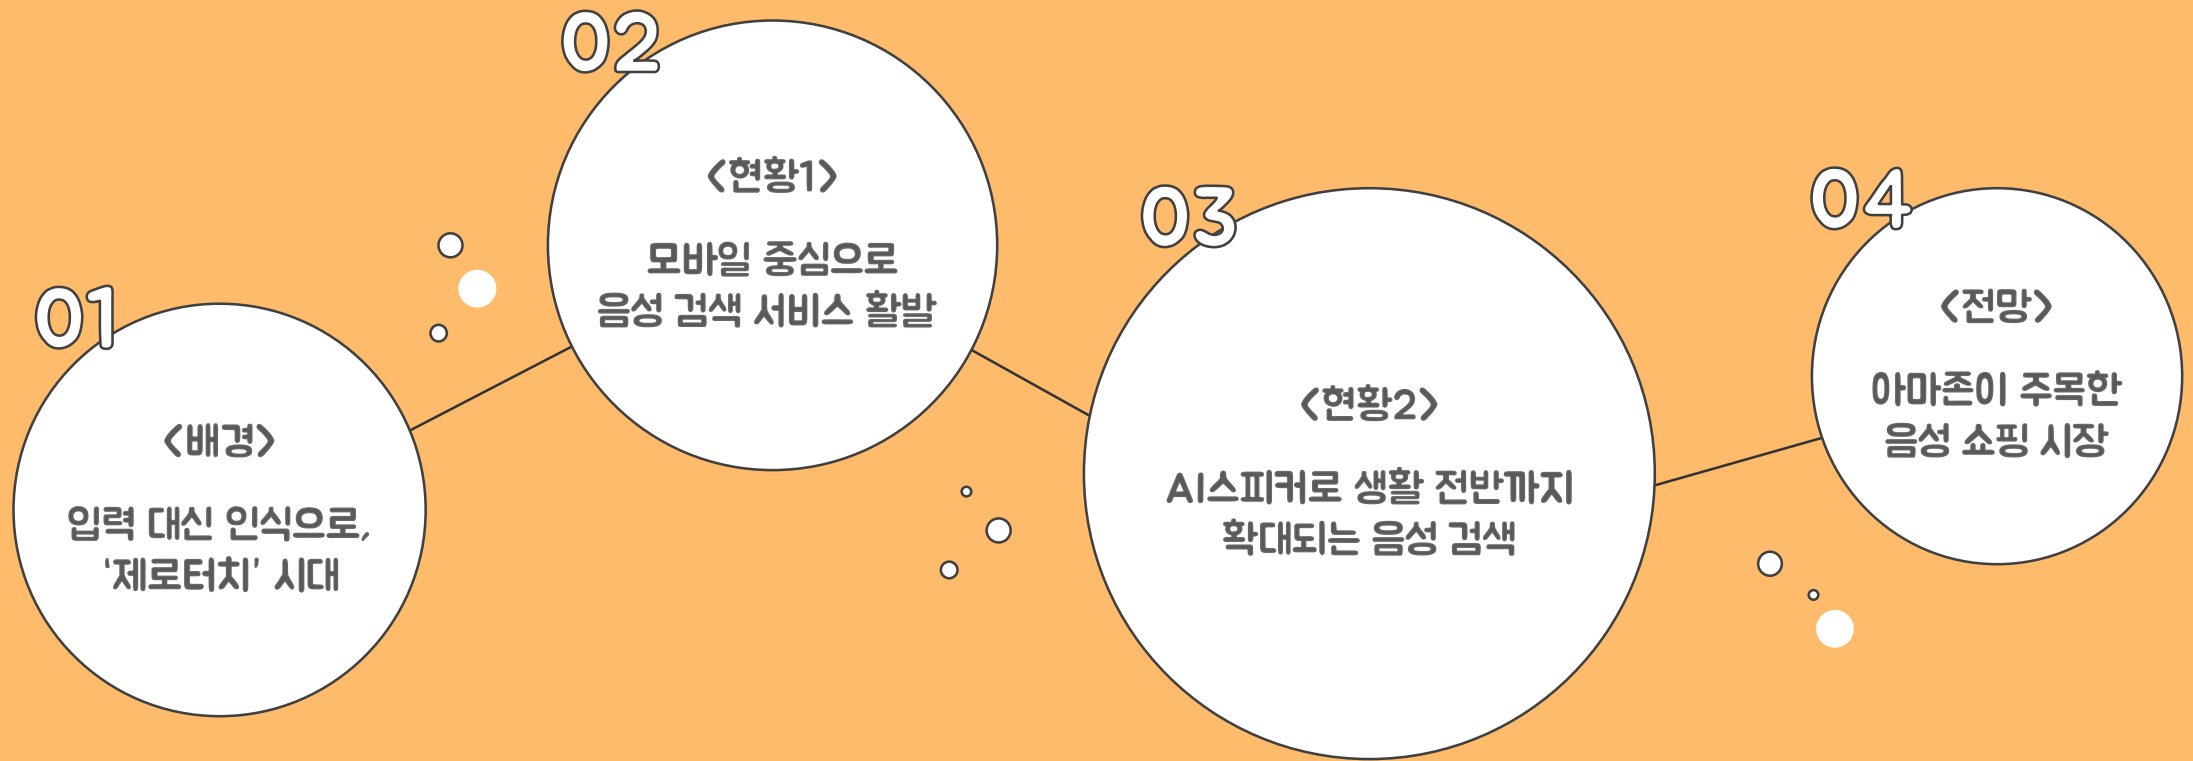 01
<배경>
입력 대신 인식으로,
‘제로터치’ 시대
02
<현황1>
모바일 중심으로
음성 검색 서비스 활발
03
<현황2>
AI스피커로 생활 전반까지
확대되는 음성 검색
04
<전망>
아마존이 주목한
음성 쇼핑 시장